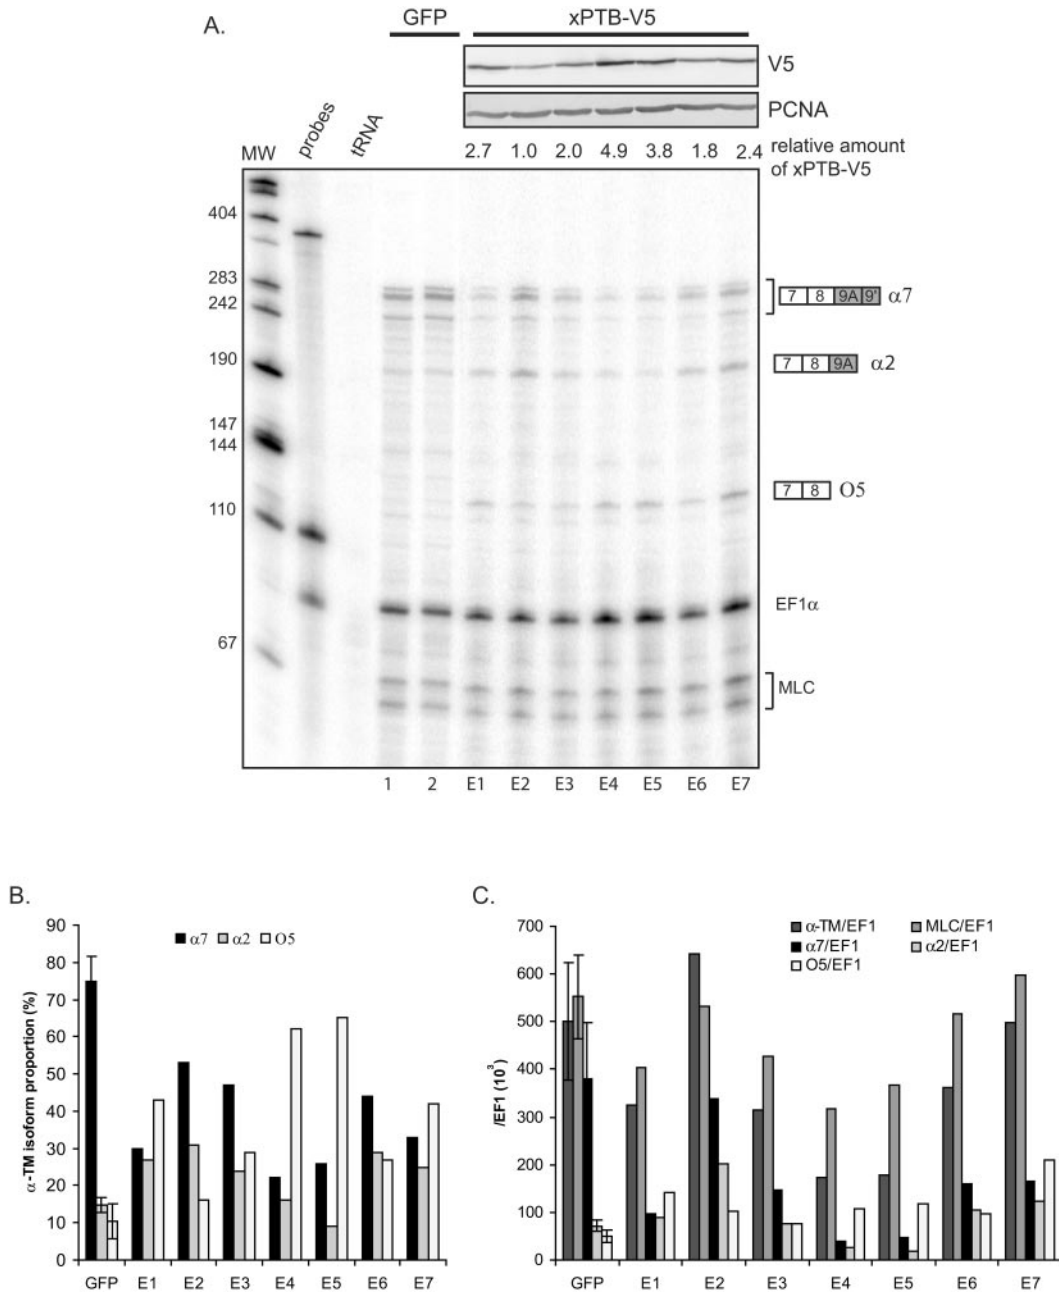 A.
GFP xPTB-V5
V5
PCNA
MW probes tRNA
2.7 1.0 2.0 4.9 3.8 1.8 2.4 relative amount
of xPTB-V5
404
283
242
190
147
144
110
67
7 8 9A 9' α7
7 8 9A α2
7 8 O5
EF1α
MLC
1 2 E1 E2 E3 E4 E5 E6 E7
B.
α-TM isoform proportion (%)
90
80
70
60
50
40
30
20
10
0
α7 α2 O5
GFP E1 E2 E3 E4 E5 E6 E7
C.
/EF1 (10³)
700
600
500
400
300
200
100
0
α-TM/EF1 MLC/EF1
α7/EF1 α2/EF1
O5/EF1
GFP E1 E2 E3 E4 E5 E6 E7